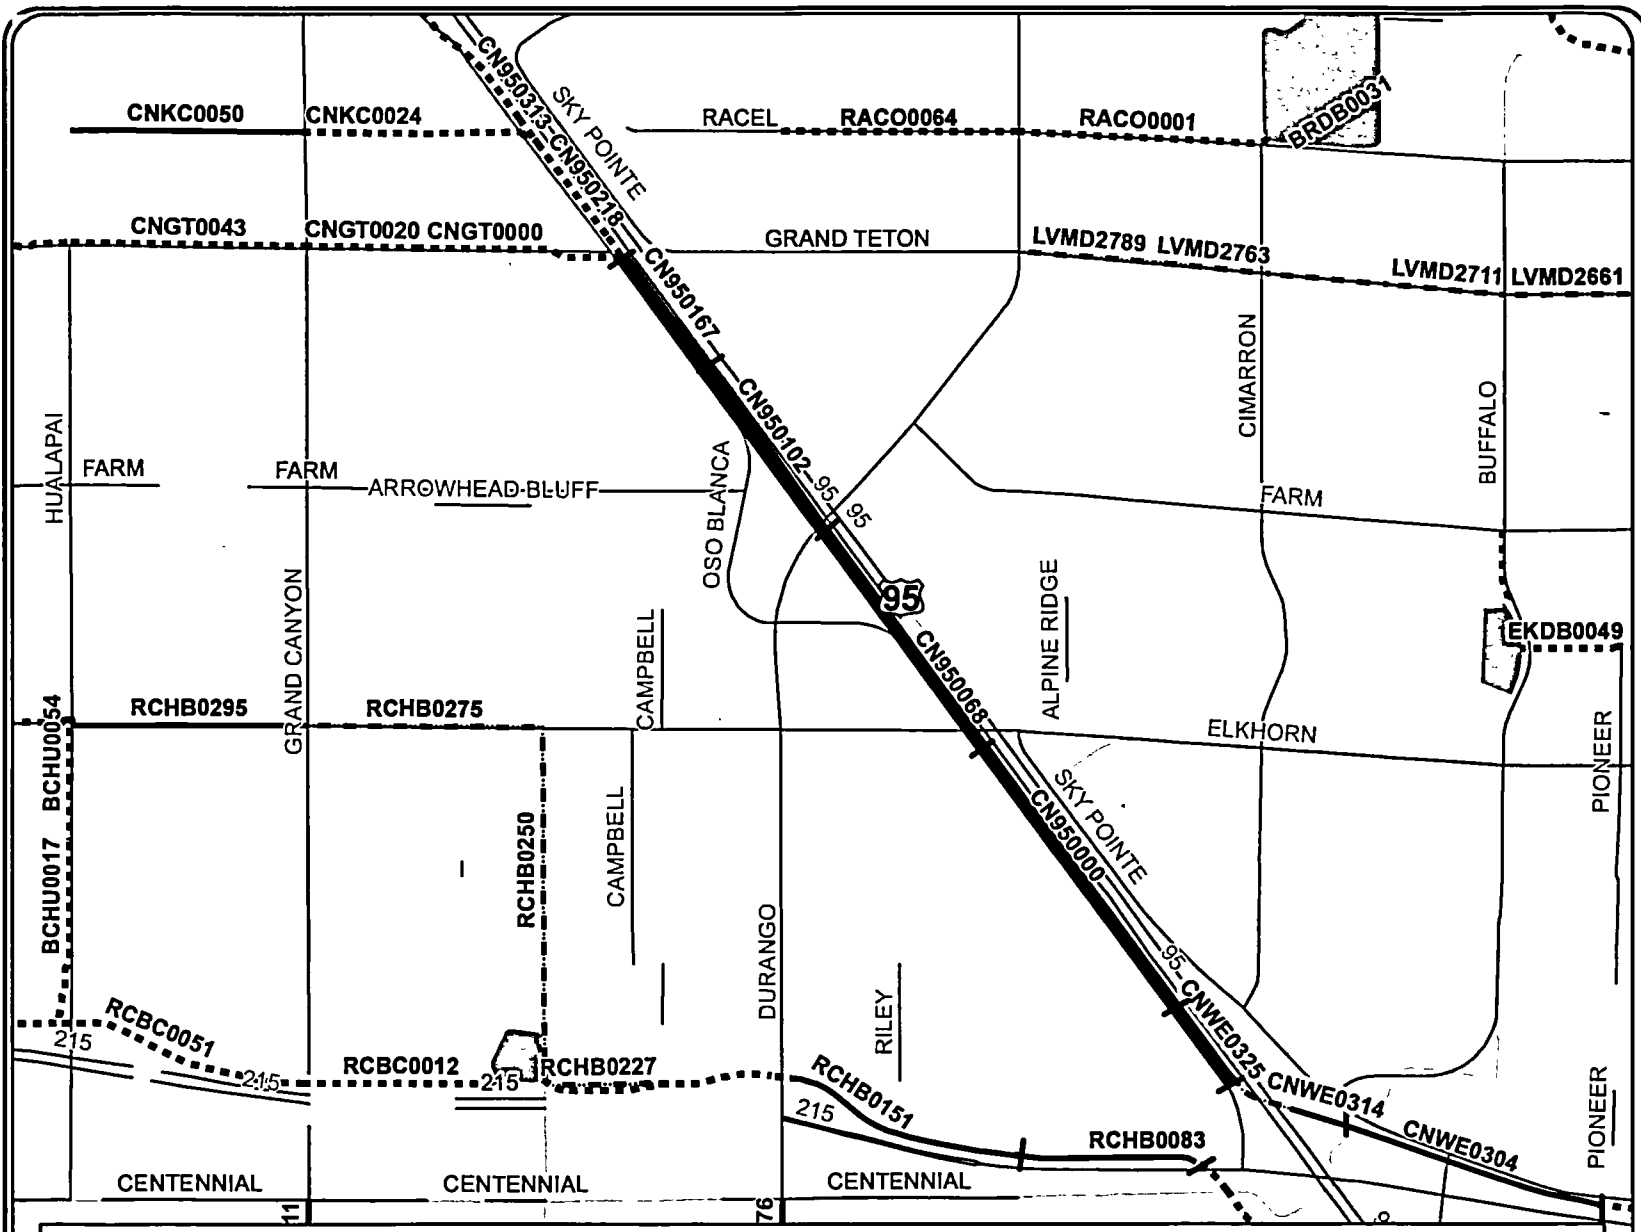 CN950313
CN950218
SKY POINTE
CNKC0050
CNKC0024
RACEL
RACO0064
RACO0001
BRDB0031
CNGT0043
CNGT0020
CNGT0000
CN950167
GRAND TETON
LVMD2789
LVMD2763
LVMD2711
LVMD2661
CIMARRON
BUFFALO
CN950102
95
95
HUALAPAI
FARM
FARM
ARROWHEAD BLUFF
OSO BLANCA
FARM
95
GRAND CANYON
CAMPBELL
CN950068
ALPINE RIDGE
EKDB0049
BCHU0054
RCHB0295
RCHB0275
ELKHORN
PIONEER
BCHU0017
RCHB0250
CAMPBELL
CN950000
SKY POINTE
DURANGO
RILEY
95
CNWE0325
215
RCBC0051
215
RCBC0012
215
RCHB0227
RCHB0151
215
RCHB0083
CNWE0314
CNWE0304
PIONEER
CENTENNIAL
CENTENNIAL
CENTENNIAL
11
76